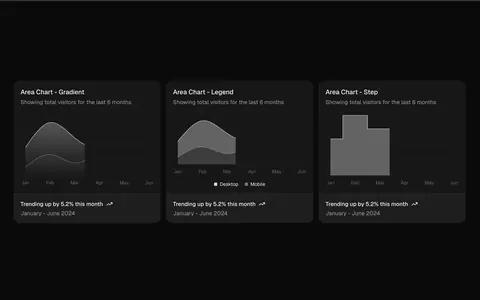 Area Chart - Gradient
Showing total visitors for the last 6 months
Jan Feb Mar Apr May Jun
Trending up by 5.2% this month
January - June 2024
Area Chart - Legend
Showing total visitors for the last 6 months
Jan Feb Mar Apr May Jun
Desktop Mobile
Trending up by 5.2% this month
January - June 2024
Area Chart - Step
Showing total visitors for the last 6 months
Jan Feb Mar Apr May Jun
Trending up by 5.2% this month
January - June 2024